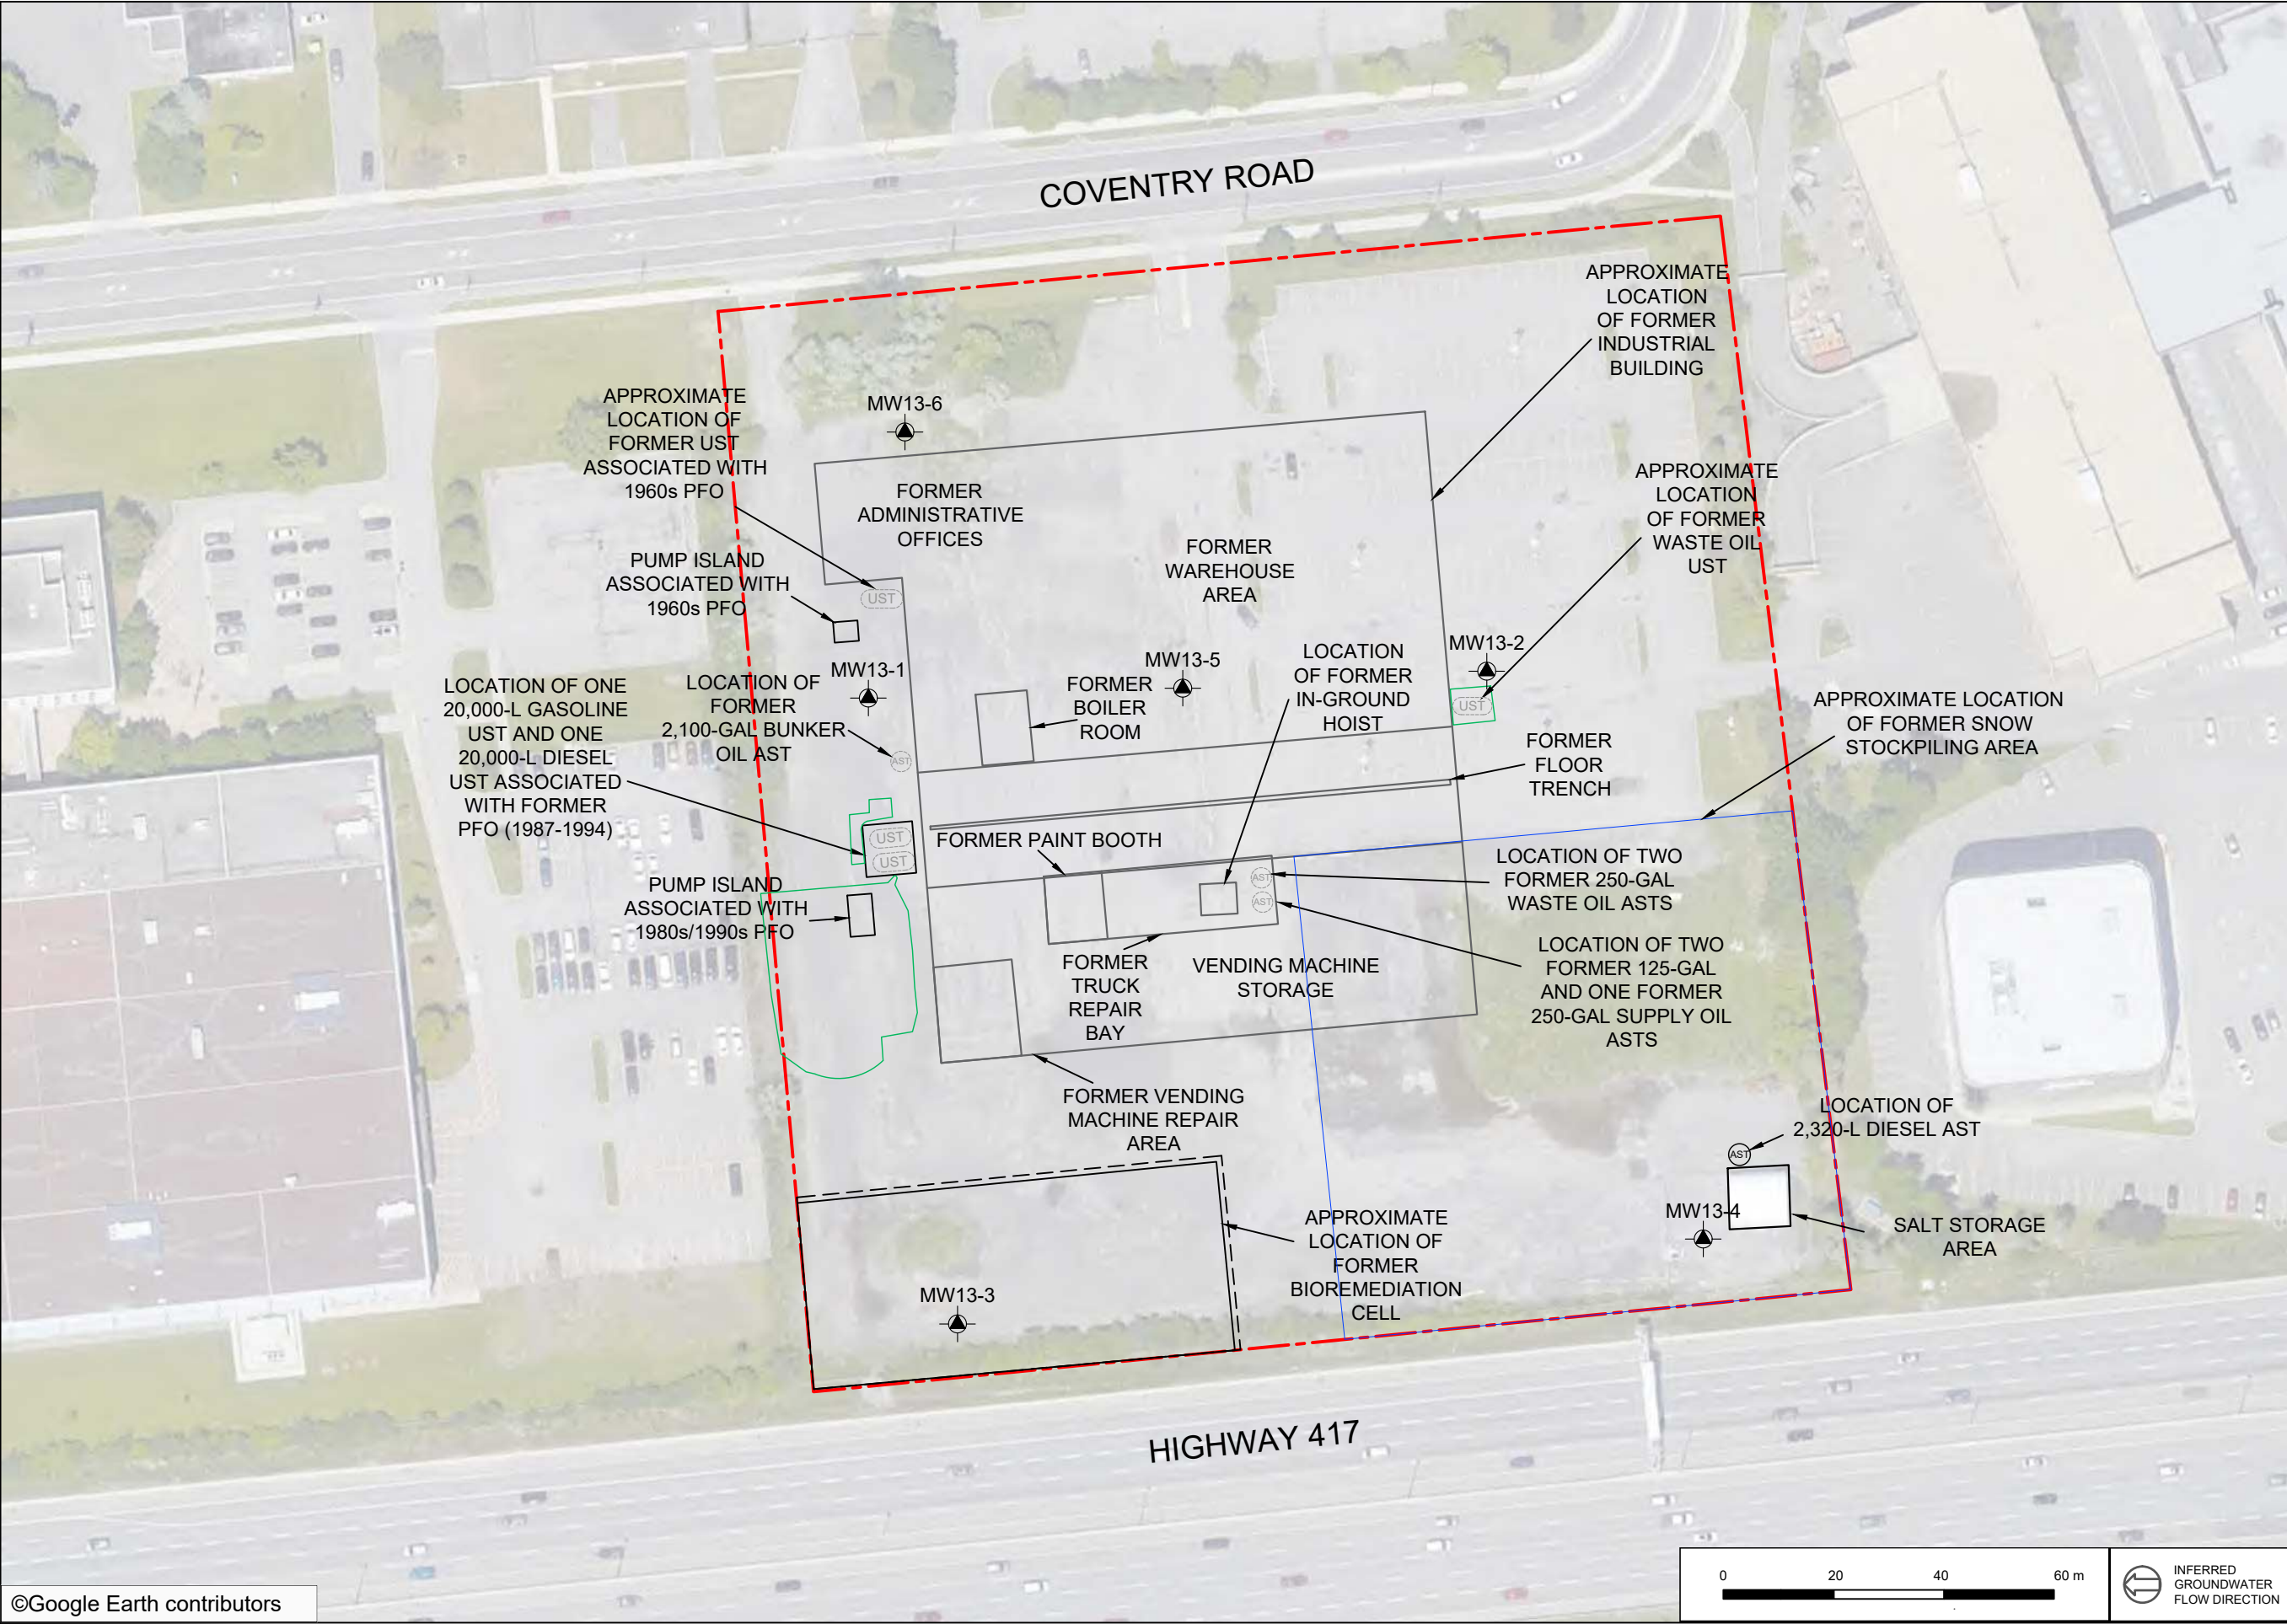 COVENTRY ROAD
APPROXIMATE
LOCATION
OF FORMER
INDUSTRIAL
BUILDING
APPROXIMATE
LOCATION OF
FORMER UST
ASSOCIATED WITH
1960s PFO
MW13-6
FORMER
ADMINISTRATIVE
OFFICES
APPROXIMATE
LOCATION
OF FORMER
WASTE OIL
UST
PUMP ISLAND
ASSOCIATED WITH
1960s PFO
UST
FORMER
WAREHOUSE
AREA
MW13-1
MW13-5
LOCATION
OF FORMER
IN-GROUND
HOIST
MW13-2
UST
LOCATION OF ONE
20,000-L GASOLINE
UST AND ONE
20,000-L DIESEL
UST ASSOCIATED
WITH FORMER
PFO (1987-1994)
LOCATION OF
FORMER
2,100-GAL BUNKER
OIL AST
AST
FORMER
BOILER
ROOM
APPROXIMATE LOCATION
OF FORMER SNOW
STOCKPILING AREA
FORMER
FLOOR
TRENCH
UST
UST
FORMER PAINT BOOTH
AST
AST
LOCATION OF TWO
FORMER 250-GAL
WASTE OIL ASTS
PUMP ISLAND
ASSOCIATED WITH
1980s/1990s PFO
FORMER
TRUCK
REPAIR
BAY
VENDING MACHINE
STORAGE
LOCATION OF TWO
FORMER 125-GAL
AND ONE FORMER
250-GAL SUPPLY OIL
ASTS
FORMER VENDING
MACHINE REPAIR
AREA
LOCATION OF
2,320-L DIESEL AST
AST
MW13-4
SALT STORAGE
AREA
APPROXIMATE
LOCATION OF
FORMER
BIOREMEDIATION
CELL
MW13-3
HIGHWAY 417
0 20 40 60 m
INFERRED
GROUNDWATER
FLOW DIRECTION
©Google Earth contributors